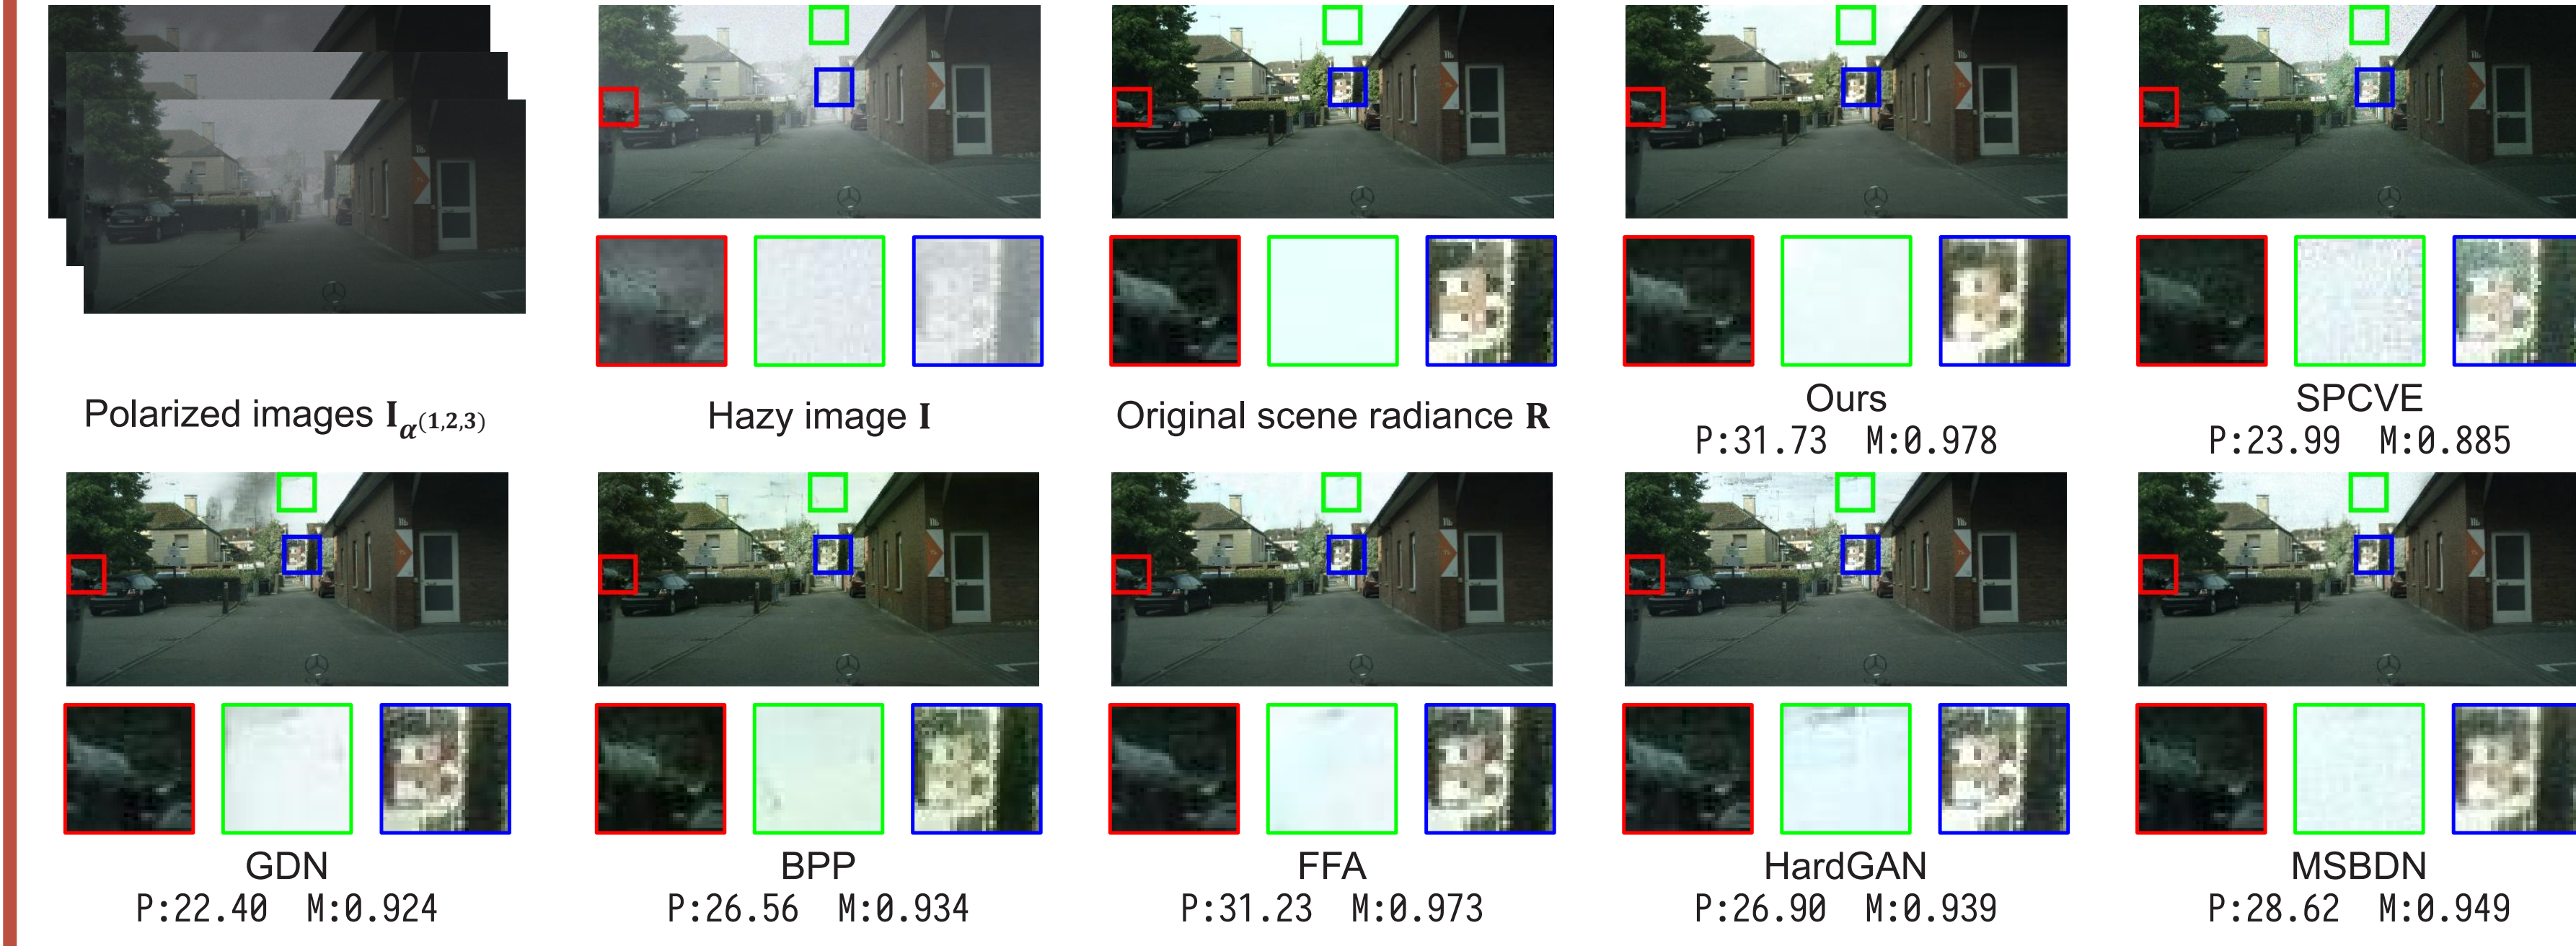 Polarized images I_α(1,2,3)
Hazy image I
Original scene radiance R
Ours
P:31.73 M:0.978
SPCVE
P:23.99 M:0.885
GDN
P:22.40 M:0.924
BPP
P:26.56 M:0.934
FFA
P:31.23 M:0.973
HardGAN
P:26.90 M:0.939
MSBDN
P:28.62 M:0.949